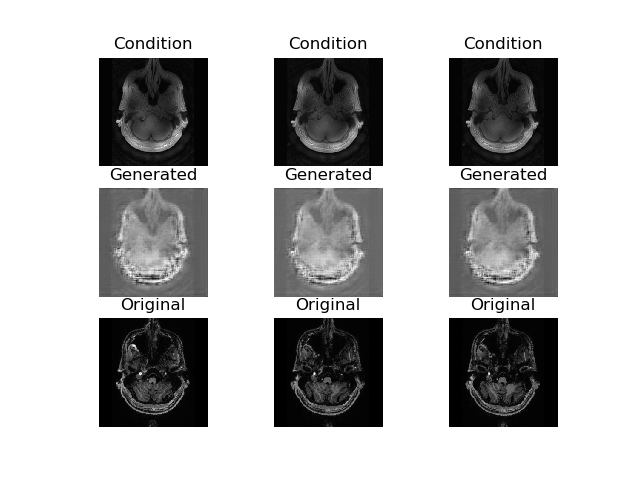 Condition Condition Condition
Generated Generated Generated
Original Original Original